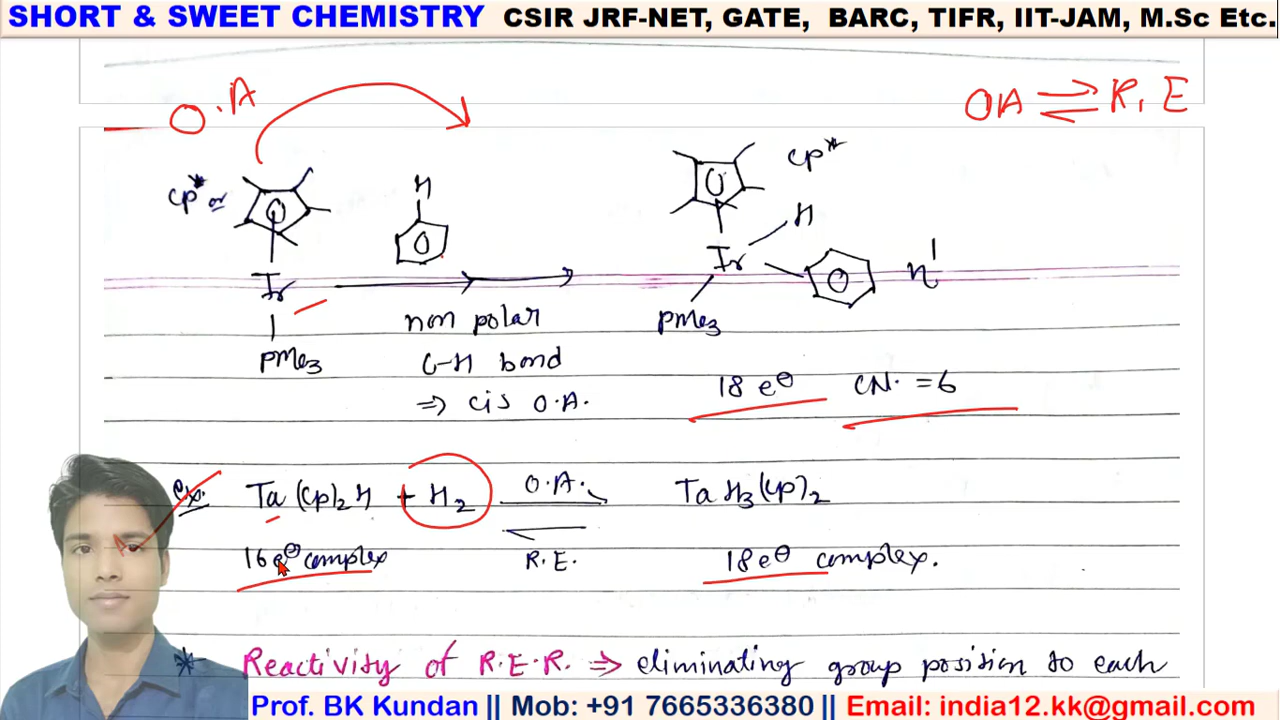 SHORT & SWEET CHEMISTRY CSIR JRF-NET, GATE, BARC, TIFR, IIT-JAM, M.Sc Etc.
O.A
OA ⇌ R.E
Cp* or
H
Cp*
H
Ir
Ir
η¹
PMe3
non polar
PMe3
C-H bond
18 e⊖ CN. = 6
⇒ cis O.A.
ex. Ta(Cp)2H + H2 O.A. TaH3(Cp)2
16e⊖ complex R.E. 18e⊖ complex.
* Reactivity of R.E.R. ⇒ eliminating group position to each
Prof. BK Kundan || Mob: +91 7665336380 || Email: india12.kk@gmail.com